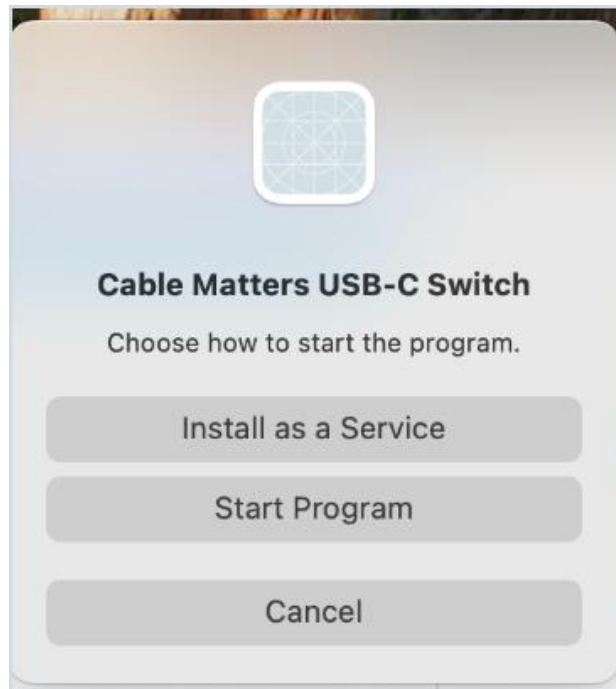 Cable Matters USB-C Switch
Choose how to start the program.
Install as a Service
Start Program
Cancel